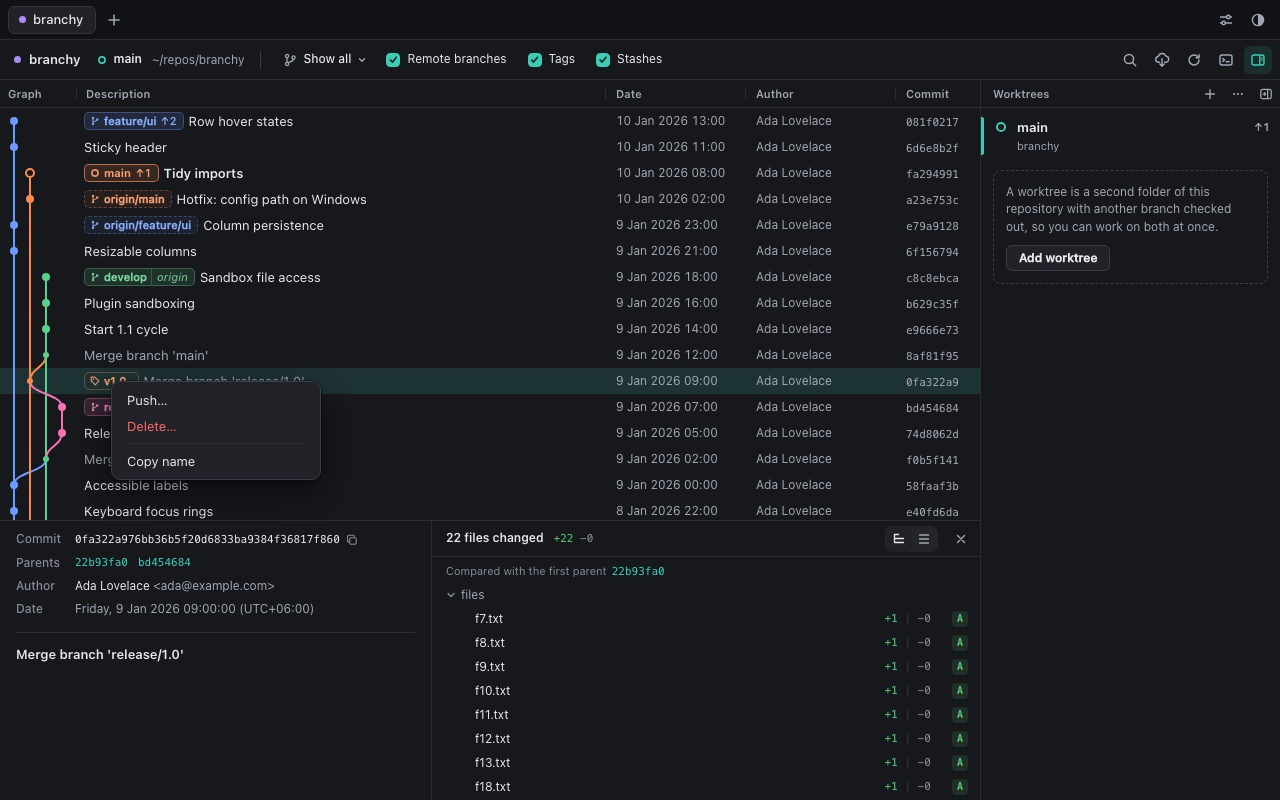 branchy
branchy main ~/repos/branchy Show all Remote branches Tags Stashes
Graph Description Date Author Commit Worktrees
feature/ui ↑2 Row hover states 10 Jan 2026 13:00 Ada Lovelace 081f0217
Sticky header 10 Jan 2026 11:00 Ada Lovelace 6d6e8b2f
main ↑1 Tidy imports 10 Jan 2026 08:00 Ada Lovelace fa294991
origin/main Hotfix: config path on Windows 10 Jan 2026 02:00 Ada Lovelace a23e753c
origin/feature/ui Column persistence 9 Jan 2026 23:00 Ada Lovelace e79a9128
Resizable columns 9 Jan 2026 21:00 Ada Lovelace 6f156794
develop origin Sandbox file access 9 Jan 2026 18:00 Ada Lovelace c8c8ebca
Plugin sandboxing 9 Jan 2026 16:00 Ada Lovelace b629c35f
Start 1.1 cycle 9 Jan 2026 14:00 Ada Lovelace e9666e73
Merge branch 'main' 9 Jan 2026 12:00 Ada Lovelace 8af81f95
v1.0 Merge branch 'release/1.0' 9 Jan 2026 09:00 Ada Lovelace 0fa322a9
9 Jan 2026 07:00 Ada Lovelace bd454684
9 Jan 2026 05:00 Ada Lovelace 74d8062d
9 Jan 2026 02:00 Ada Lovelace f0b5f141
Accessible labels 9 Jan 2026 00:00 Ada Lovelace 58faaf3b
Keyboard focus rings 8 Jan 2026 22:00 Ada Lovelace e40fd6da
Push...
Delete...
Copy name
main ↑1
branchy
A worktree is a second folder of this
repository with another branch checked
out, so you can work on both at once.
Add worktree
Commit 0fa322a976bb36b5f20d6833ba9384f36817f860
Parents 22b93fa0 bd454684
Author Ada Lovelace <ada@example.com>
Date Friday, 9 Jan 2026 09:00:00 (UTC+06:00)
Merge branch 'release/1.0'
22 files changed +22 −0
Compared with the first parent 22b93fa0
files
f7.txt +1 | −0 A
f8.txt +1 | −0 A
f9.txt +1 | −0 A
f10.txt +1 | −0 A
f11.txt +1 | −0 A
f12.txt +1 | −0 A
f13.txt +1 | −0 A
f18.txt +1 | −0 A